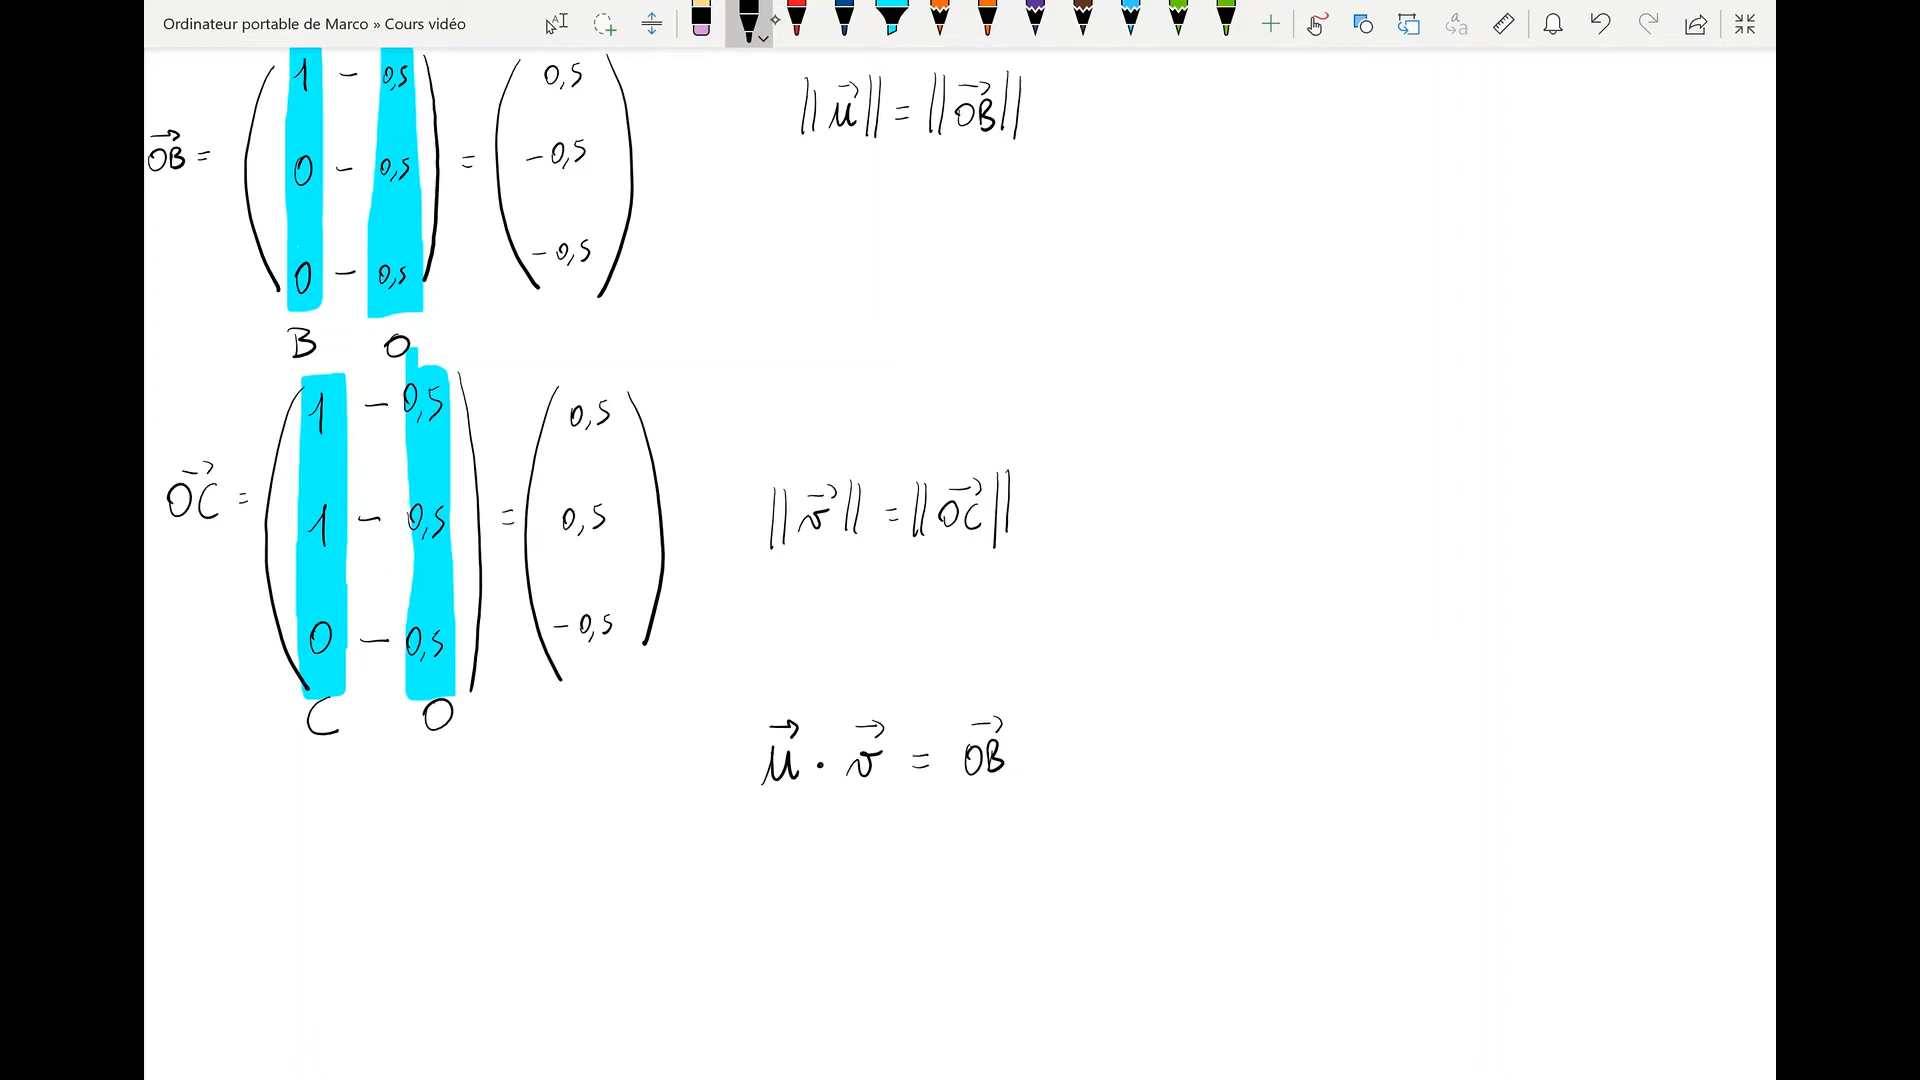 Ordinateur portable de Marco » Cours vidéo
1 - 0,5 0,5
||u⃗|| = ||OB⃗||
OB⃗ = ( 0 - 0,5 ) = ( -0,5 )
0 - 0,5 -0,5
B O
1 - 0,5 0,5
OC⃗ = ( 1 - 0,5 ) = ( 0,5 )
||v⃗|| = ||OC⃗||
0 - 0,5 -0,5
C O
u⃗ · v⃗ = OB⃗